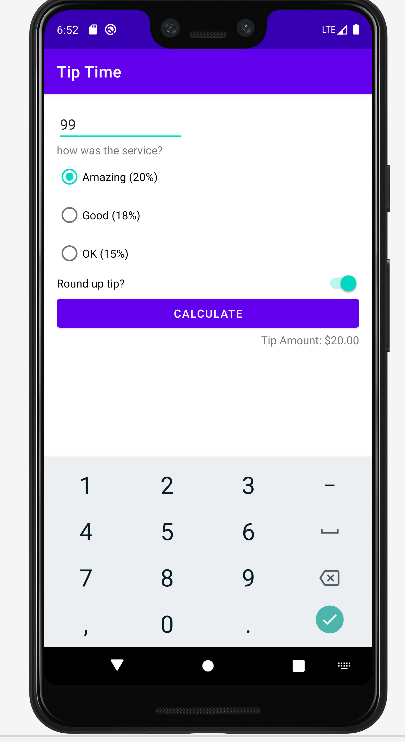 6:52 LTE
Tip Time
99
how was the service?
Amazing (20%)
Good (18%)
OK (15%)
Round up tip?
CALCULATE
Tip Amount: $20.00
1 2 3 –
4 5 6
7 8 9
, 0 .